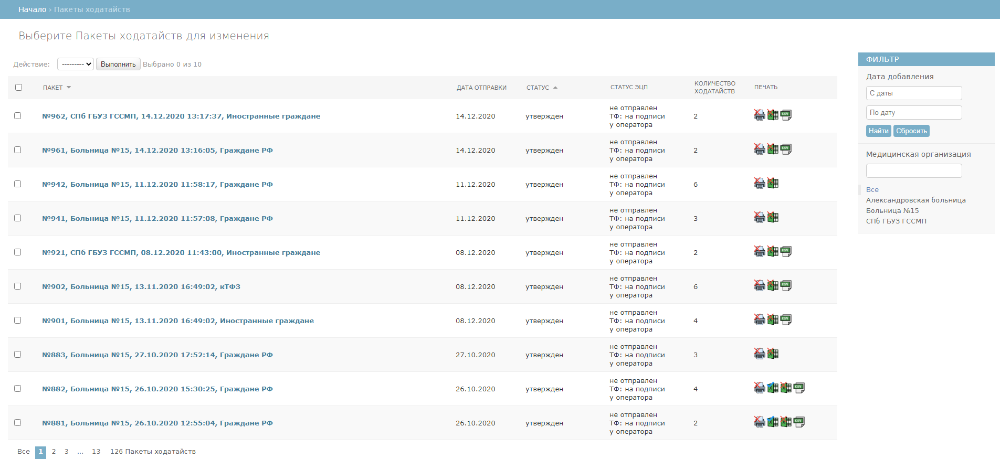 Начало › Пакеты ходатайств
Выберите Пакеты ходатайств для изменения
Действие: --------- Выполнить Выбрано 0 из 10
ПАКЕТ ДАТА ОТПРАВКИ СТАТУС СТАТУС ЭЦП КОЛИЧЕСТВО ХОДАТАЙСТВ ПЕЧАТЬ
№962, СПб ГБУЗ ГССМП, 14.12.2020 13:17:37, Иностранные граждане 14.12.2020 утвержден не отправлен ТФ: на подписи у оператора 2 CSV
№961, Больница №15, 14.12.2020 13:16:05, Граждане РФ 14.12.2020 утвержден не отправлен ТФ: на подписи у оператора 2 CSV
№942, Больница №15, 11.12.2020 11:58:17, Граждане РФ 11.12.2020 утвержден не отправлен ТФ: на подписи у оператора 6
№941, Больница №15, 11.12.2020 11:57:08, Граждане РФ 11.12.2020 утвержден не отправлен ТФ: на подписи у оператора 3
№921, СПб ГБУЗ ГССМП, 08.12.2020 11:43:00, Иностранные граждане 08.12.2020 утвержден не отправлен ТФ: на подписи у оператора 2 CSV
№902, Больница №15, 13.11.2020 16:49:02, кТФЗ 08.12.2020 утвержден не отправлен ТФ: на подписи у оператора 6 CSV
№901, Больница №15, 13.11.2020 16:49:02, Иностранные граждане 08.12.2020 утвержден не отправлен ТФ: на подписи у оператора 4 CSV
№883, Больница №15, 27.10.2020 17:52:14, Граждане РФ 27.10.2020 утвержден не отправлен ТФ: на подписи у оператора 3
№882, Больница №15, 26.10.2020 15:30:25, Граждане РФ 26.10.2020 утвержден не отправлен ТФ: на подписи у оператора 4 CSV
№881, Больница №15, 26.10.2020 12:55:04, Граждане РФ 26.10.2020 утвержден не отправлен ТФ: на подписи у оператора 2 CSV
Все 1 2 3 ... 13 126 Пакеты ходатайств
ФИЛЬТР
Дата добавления
С даты
По дату
Найти Сбросить
Медицинская организация
Все
Александровская больница
Больница №15
СПб ГБУЗ ГССМП